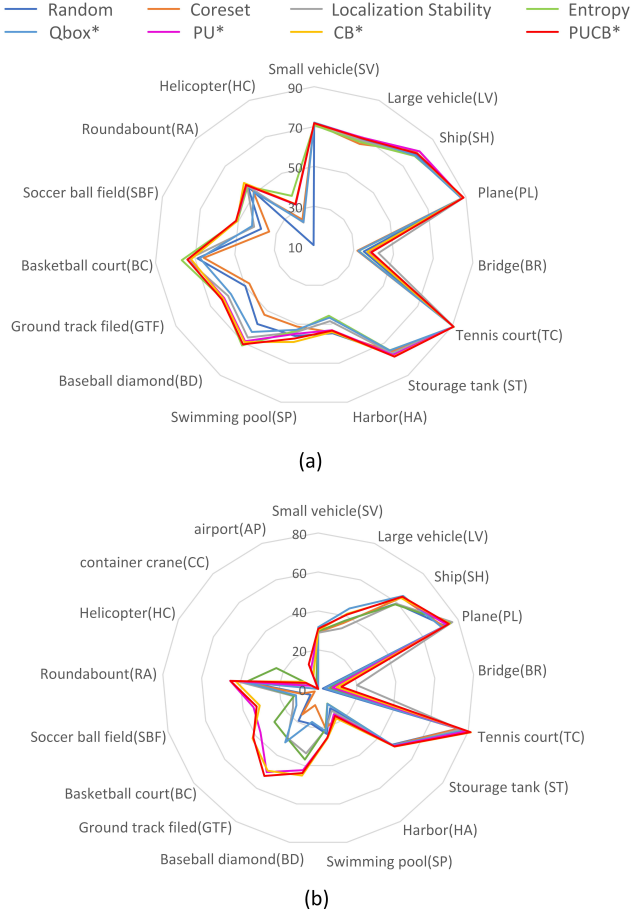 Random Coreset Localization Stability Entropy
Qbox* PU* CB* PUCB*
Small vehicle(SV)
Helicopter(HC)
90
Large vehicle(LV)
Roundabount(RA)
70
Ship(SH)
50
Soccer ball field(SBF)
30
Plane(PL)
10
Basketball court(BC)
Bridge(BR)
Ground track filed(GTF)
Tennis court(TC)
Baseball diamond(BD)
Stourage tank (ST)
Swimming pool(SP)
Harbor(HA)
(a)
Small vehicle(SV)
airport(AP)
80
Large vehicle(LV)
container crane(CC)
60
Ship(SH)
Helicopter(HC)
40
Plane(PL)
20
Roundabount(RA)
Bridge(BR)
0
Soccer ball field(SBF)
Tennis court(TC)
Basketball court(BC)
Stourage tank (ST)
Ground track filed(GTF)
Harbor(HA)
Baseball diamond(BD)
Swimming pool(SP)
(b)